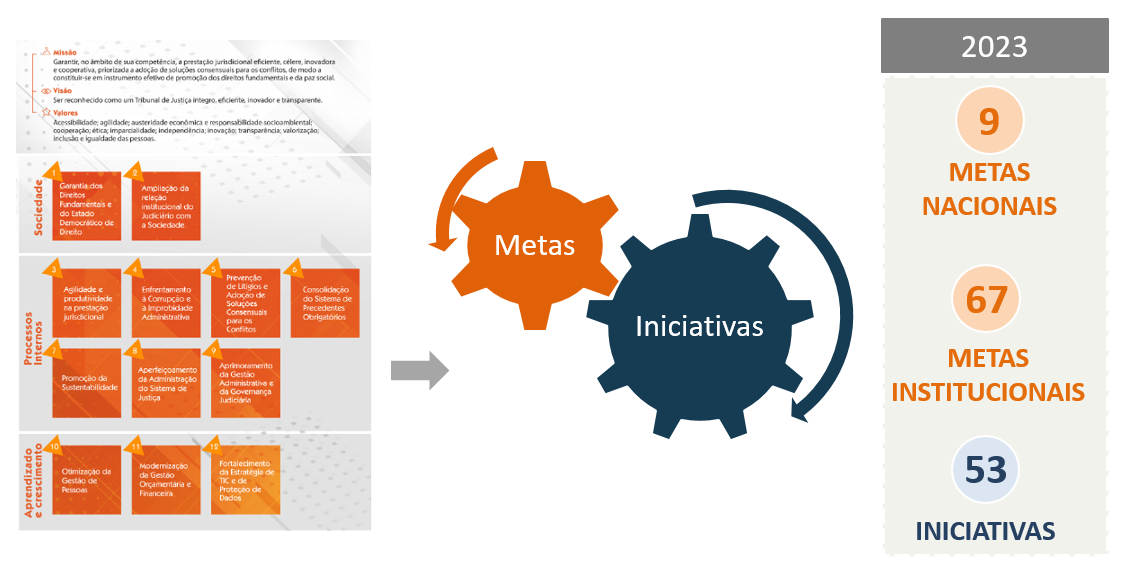 Missão
Garantir, no âmbito de sua competência, a prestação jurisdicional eficiente, célere, inovadora
e cooperativa, priorizada a adoção de soluções consensuais para os conflitos, de modo a
constituir-se em instrumento efetivo de promoção dos direitos fundamentais e da paz social.
Visão
Ser reconhecido como um Tribunal de Justiça íntegro, eficiente, inovador e transparente.
Valores
Acessibilidade; agilidade; austeridade econômica e responsabilidade socioambiental;
cooperação; ética; imparcialidade; independência; inovação; transparência; valorização;
inclusão e igualdade das pessoas.
Sociedade
1
Garantia dos
Direitos
Fundamentais e
do Estado
Democrático de
Direito
2
Ampliação da
relação
institucional do
Judiciário com
a Sociedade.
Processos
Internos
3
Agilidade e
produtividade
na prestação
jurisdicional
4
Enfrentamento
à Corrupção e
à Improbidade
Administrativa
5
Prevenção
de Litígios e
Adoção de
Soluções
Consensuais
para os
Conflitos
6
Consolidação
do Sistema de
Precedentes
Obrigatórios
7
Promoção da
Sustentabilidade
8
Aperfeiçoamento
da Administração
do Sistema de
Justiça
9
Aprimoramento
da Gestão
Administrativa e
da Governança
Judiciária
Aprendizado
e crescimento
10
Otimização da
Gestão de
Pessoas
11
Modernização
da Gestão
Orçamentária e
Financeira
12
Fortalecimento
da Estratégia de
TIC e de
Proteção de
Dados
Metas
Iniciativas
2023
9
METAS
NACIONAIS
67
METAS
INSTITUCIONAIS
53
INICIATIVAS